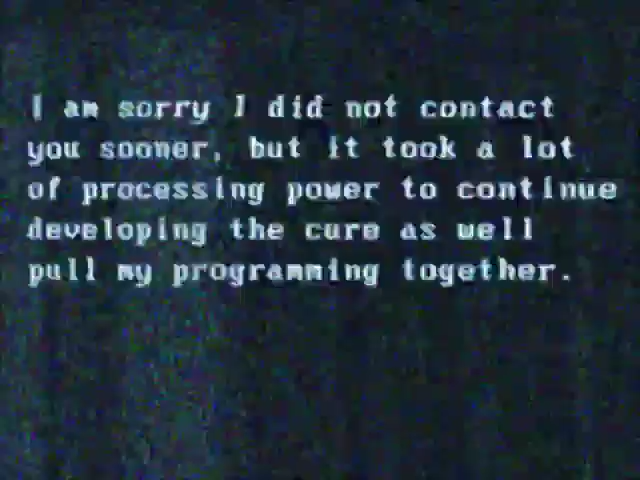 I am sorry I did not contact
you sooner, but it took a lot
of processing power to continue
developing the cure as well
pull my programming together.